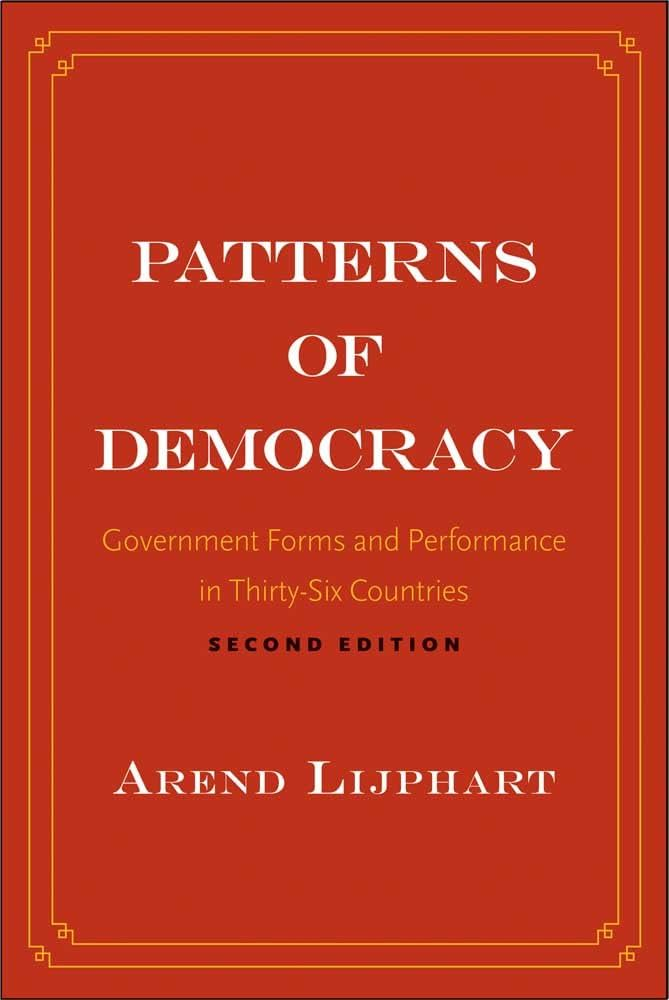 PATTERNS
OF
DEMOCRACY
Government Forms and Performance
in Thirty-Six Countries
SECOND EDITION
AREND LIJPHART